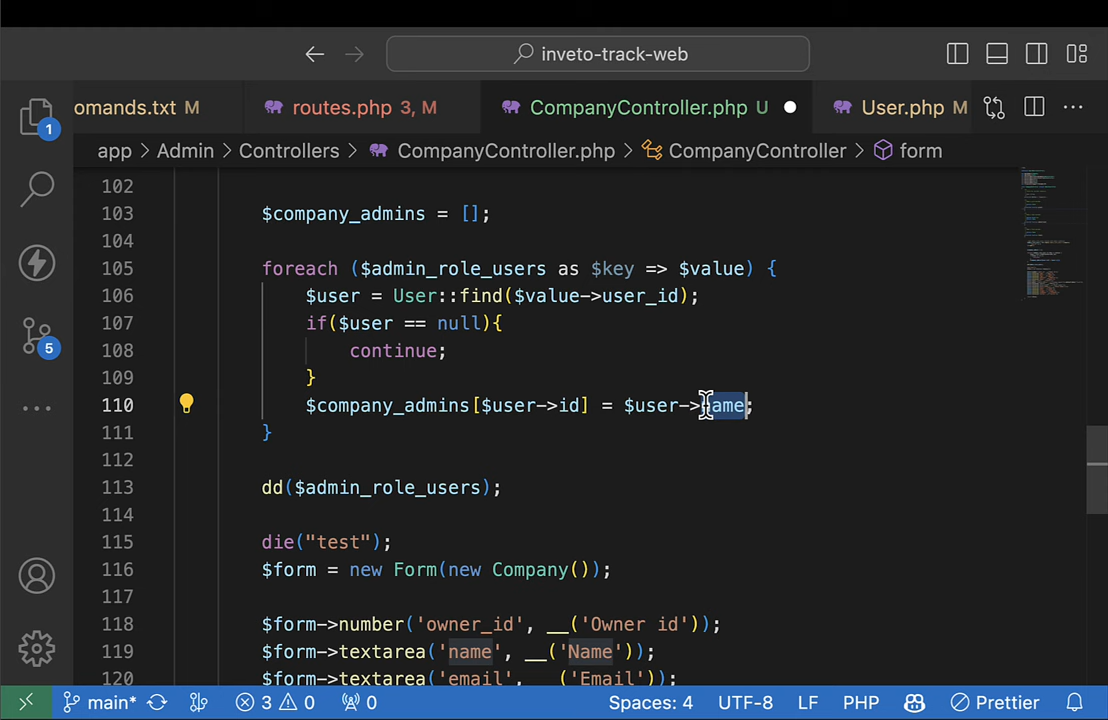 inveto-track-web
omands.txt M
routes.php 3, M
CompanyController.php U
User.php M
app > Admin > Controllers > CompanyController.php > CompanyController > form
102
103 $company_admins = [];
104
105 foreach ($admin_role_users as $key => $value) {
106 $user = User::find($value->user_id);
107 if($user == null){
108 continue;
109 }
110 $company_admins[$user->id] = $user->name;
111 }
112
113 dd($admin_role_users);
114
115 die("test");
116 $form = new Form(new Company());
117
118 $form->number('owner_id', __('Owner id'));
119 $form->textarea('name', __('Name'));
120 $form->textarea('email', __('Email'));
1
5
main* 3 0 0 Spaces: 4 UTF-8 LF PHP Prettier